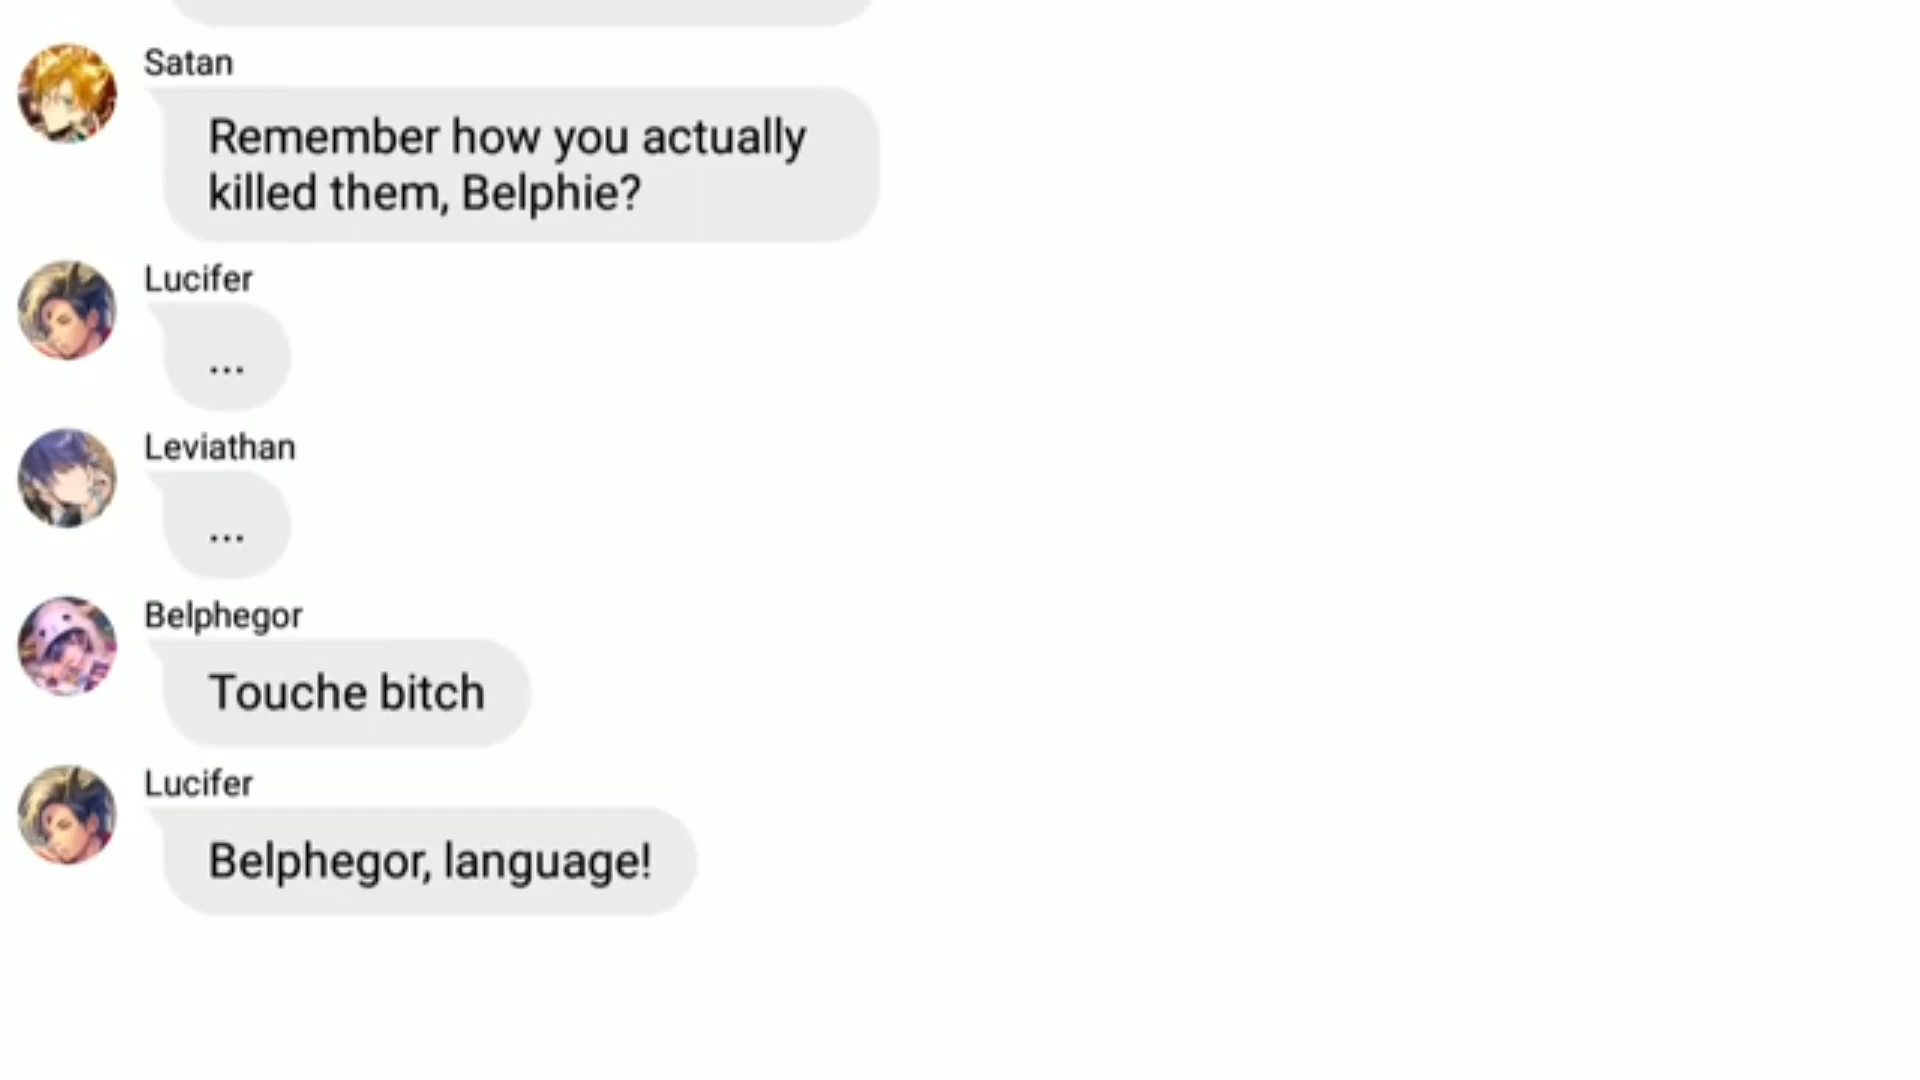 Satan
Remember how you actually
killed them, Belphie?
Lucifer
...
Leviathan
...
Belphegor
Touche bitch
Lucifer
Belphegor, language!